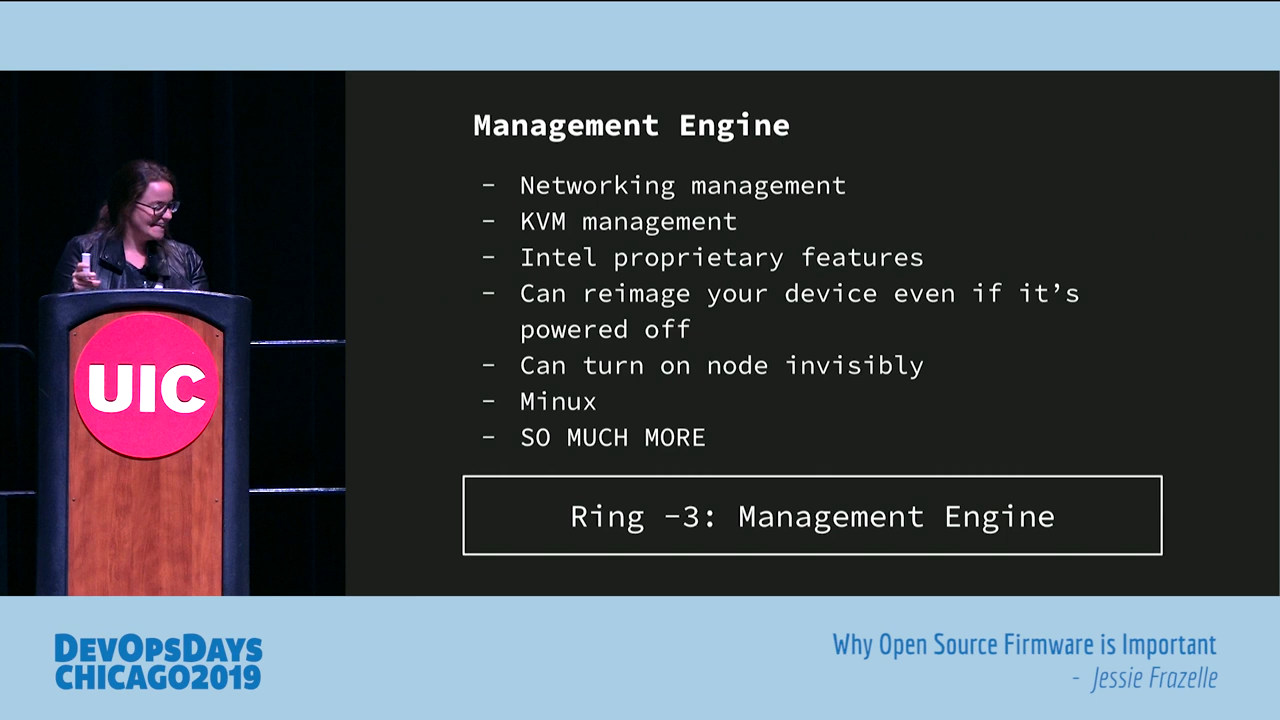 Management Engine
- Networking management
- KVM management
- Intel proprietary features
- Can reimage your device even if it’s
powered off
- Can turn on node invisibly
- Minux
- SO MUCH MORE
Ring -3: Management Engine
UIC
DEVOPSDAYS
CHICAGO2019
Why Open Source Firmware is Important
- Jessie Frazelle